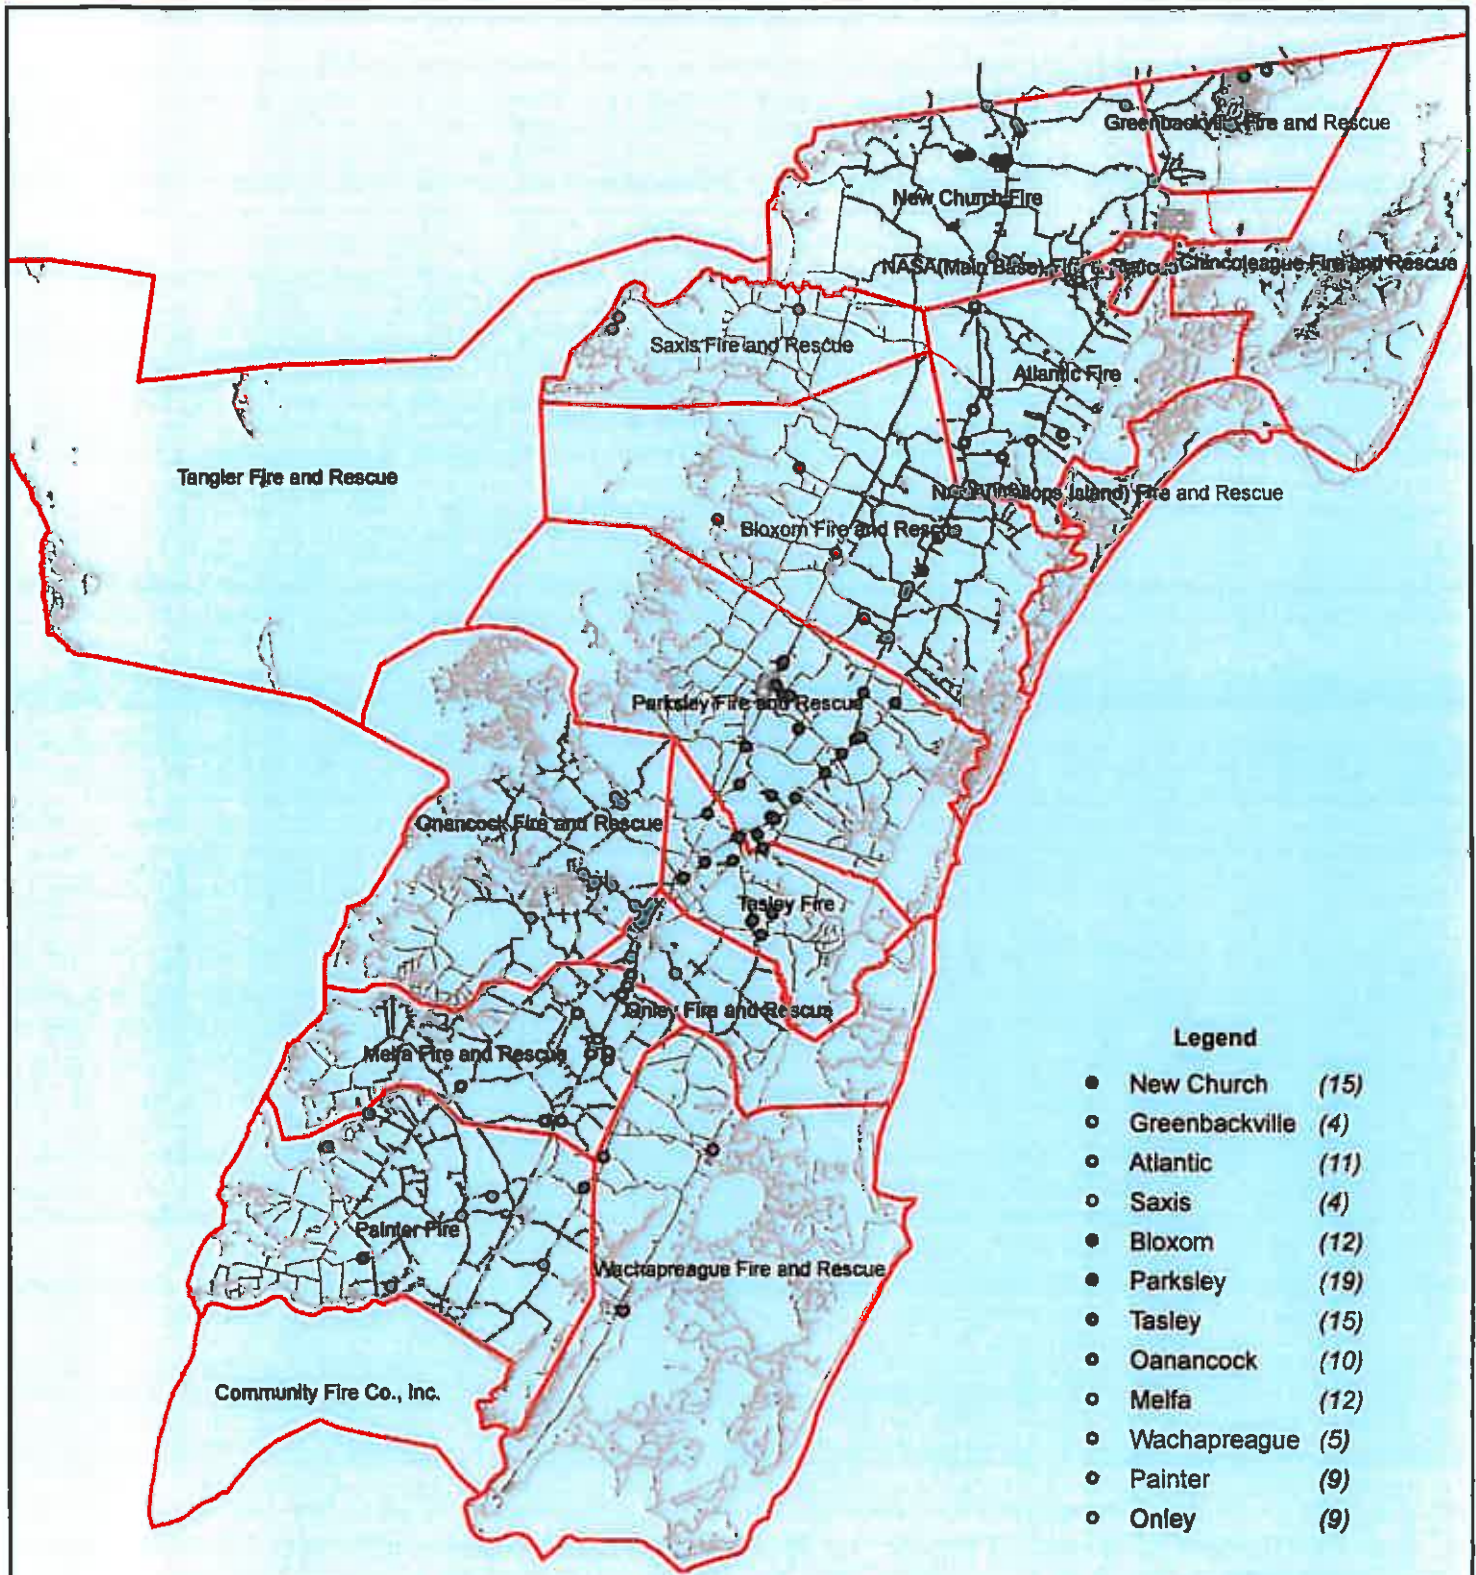 Greenbackville Fire and Rescue
New Church Fire
NASA(Main Base) Fire and Rescue
Chincoteague Fire and Rescue
Saxis Fire and Rescue
Atlantic Fire
Tangier Fire and Rescue
NASA(Wallops Island) Fire and Rescue
Bloxom Fire and Rescue
Parksley Fire and Rescue
Onancock Fire and Rescue
Tasley Fire
Onley Fire and Rescue
Melfa Fire and Rescue
Painter Fire
Wachapreague Fire and Rescue
Community Fire Co., Inc.
Legend
New Church (15)
Greenbackville (4)
Atlantic (11)
Saxis (4)
Bloxom (12)
Parksley (19)
Tasley (15)
Oanancock (10)
Melfa (12)
Wachapreague (5)
Painter (9)
Onley (9)